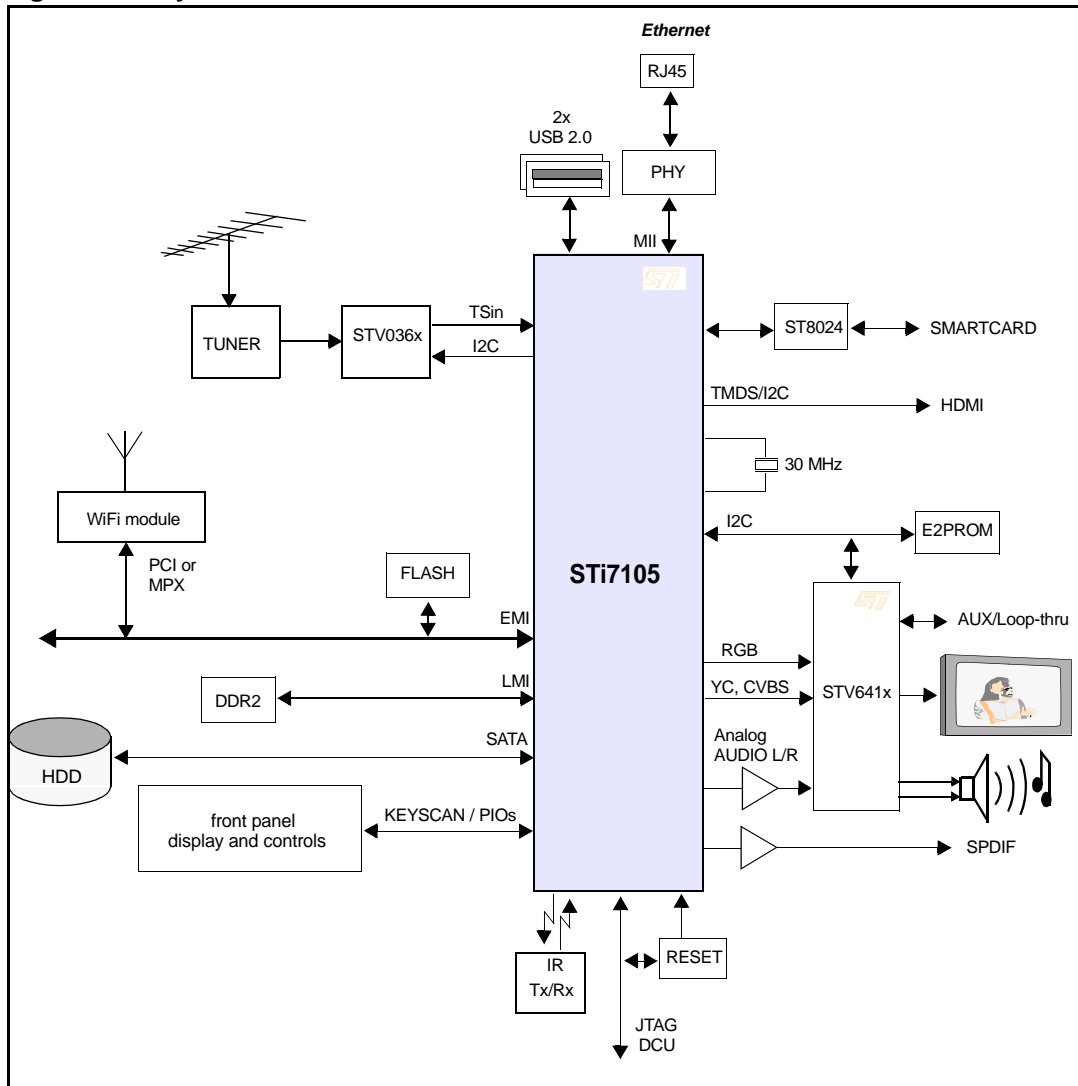 Ethernet
RJ45
2x
USB 2.0
PHY
MII
TUNER
STV036x
TSin
I2C
ST8024
SMARTCARD
TMDS/I2C
HDMI
30 MHz
WiFi module
PCI or
MPX
FLASH
EMI
STi7105
I2C
E2PROM
AUX/Loop-thru
RGB
YC, CVBS
STV641x
DDR2
LMI
HDD
SATA
Analog
AUDIO L/R
front panel
display and controls
KEYSCAN / PIOs
SPDIF
IR
Tx/Rx
RESET
JTAG
DCU